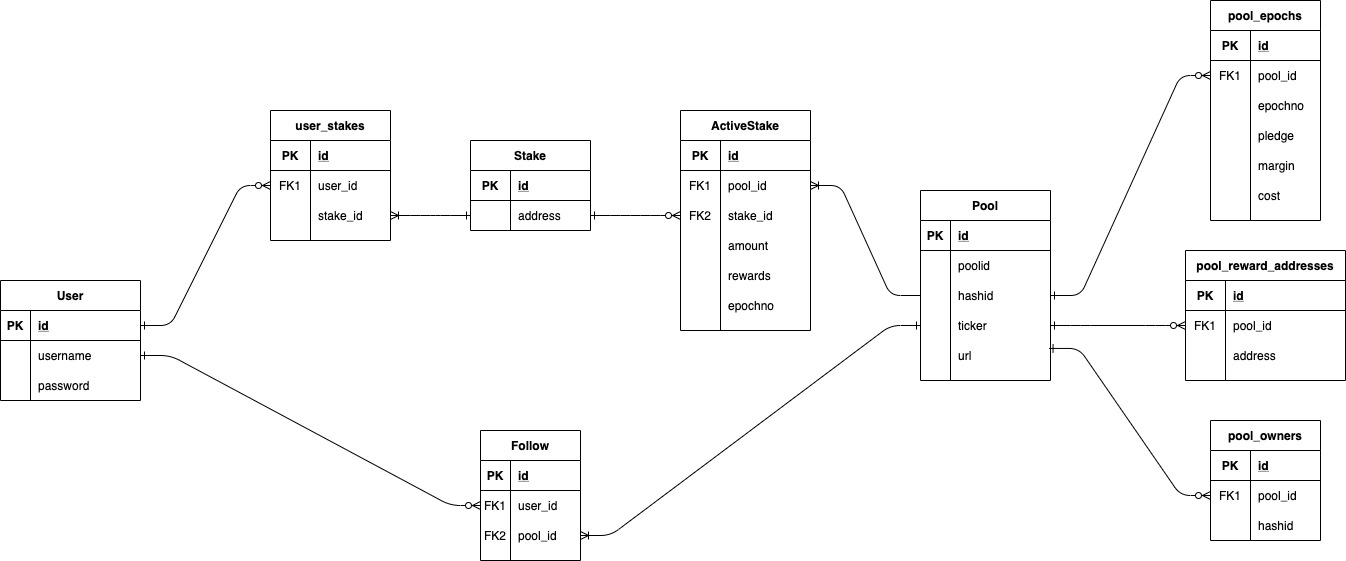 pool_epochs
PK id
FK1 pool_id
epochno
pledge
margin
cost
user_stakes
PK id
FK1 user_id
stake_id
Stake
PK id
address
ActiveStake
PK id
FK1 pool_id
FK2 stake_id
amount
rewards
epochno
Pool
PK id
poolid
hashid
ticker
url
pool_reward_addresses
PK id
FK1 pool_id
address
User
PK id
username
password
Follow
PK id
FK1 user_id
FK2 pool_id
pool_owners
PK id
FK1 pool_id
hashid